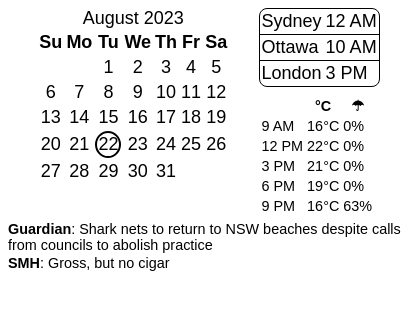 August 2023
Su Mo Tu We Th Fr Sa
1 2 3 4 5
6 7 8 9 10 11 12
13 14 15 16 17 18 19
20 21 22 23 24 25 26
27 28 29 30 31
Sydney 12 AM
Ottawa 10 AM
London 3 PM
°C ☂
9 AM 16°C 0%
12 PM 22°C 0%
3 PM 21°C 0%
6 PM 19°C 0%
9 PM 16°C 63%
Guardian: Shark nets to return to NSW beaches despite calls
from councils to abolish practice
SMH: Gross, but no cigar